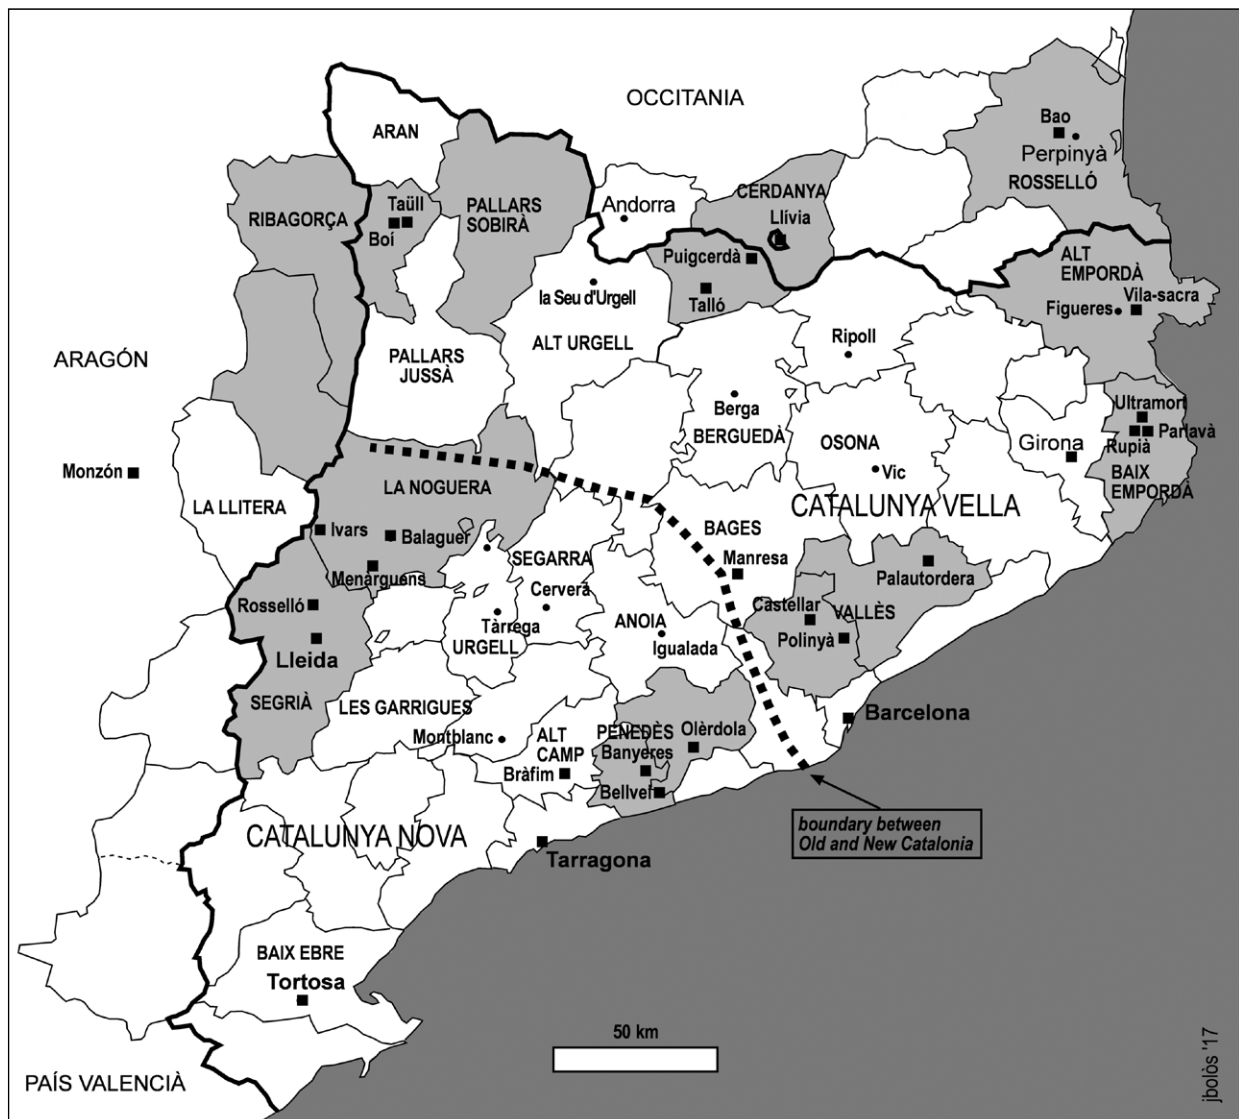 OCCITANIA
ARAN
Bao
Perpinyà
ROSSELLÓ
RIBAGORÇA
Taüll
Boí
PALLARS
SOBIRÀ
Andorra
CERDANYA
Llívia
Puigcerdà
Talló
ALT
EMPORDÀ
Vila-sacra
Figueres
la Seu d'Urgell
ALT URGELL
Ripoll
ARAGÓN
PALLARS
JUSSÀ
Berga
BERGUEDÀ
OSONA
Vic
Girona
Ultramort
Parlavà
Rupià
BAIX
EMPORDÀ
Monzón
LA LLITERA
LA NOGUERA
CATALUNYA VELLA
Ivars
Balaguer
Menàrguens
SEGARRA
Cervera
BAGES
Manresa
Palautordera
Rosselló
Lleida
SEGRIÀ
Tàrrega
URGELL
ANOIA
Igualada
Castellar
VALLÈS
Polinyà
LES GARRIGUES
Montblanc
ALT
CAMP
Bràfim
PENEDÈS
Banyeres
Olèrdola
Bellvei
Barcelona
CATALUNYA NOVA
Tarragona
boundary between
Old and New Catalonia
BAIX EBRE
Tortosa
50 km
PAÍS VALENCIÀ
jbolòs '17